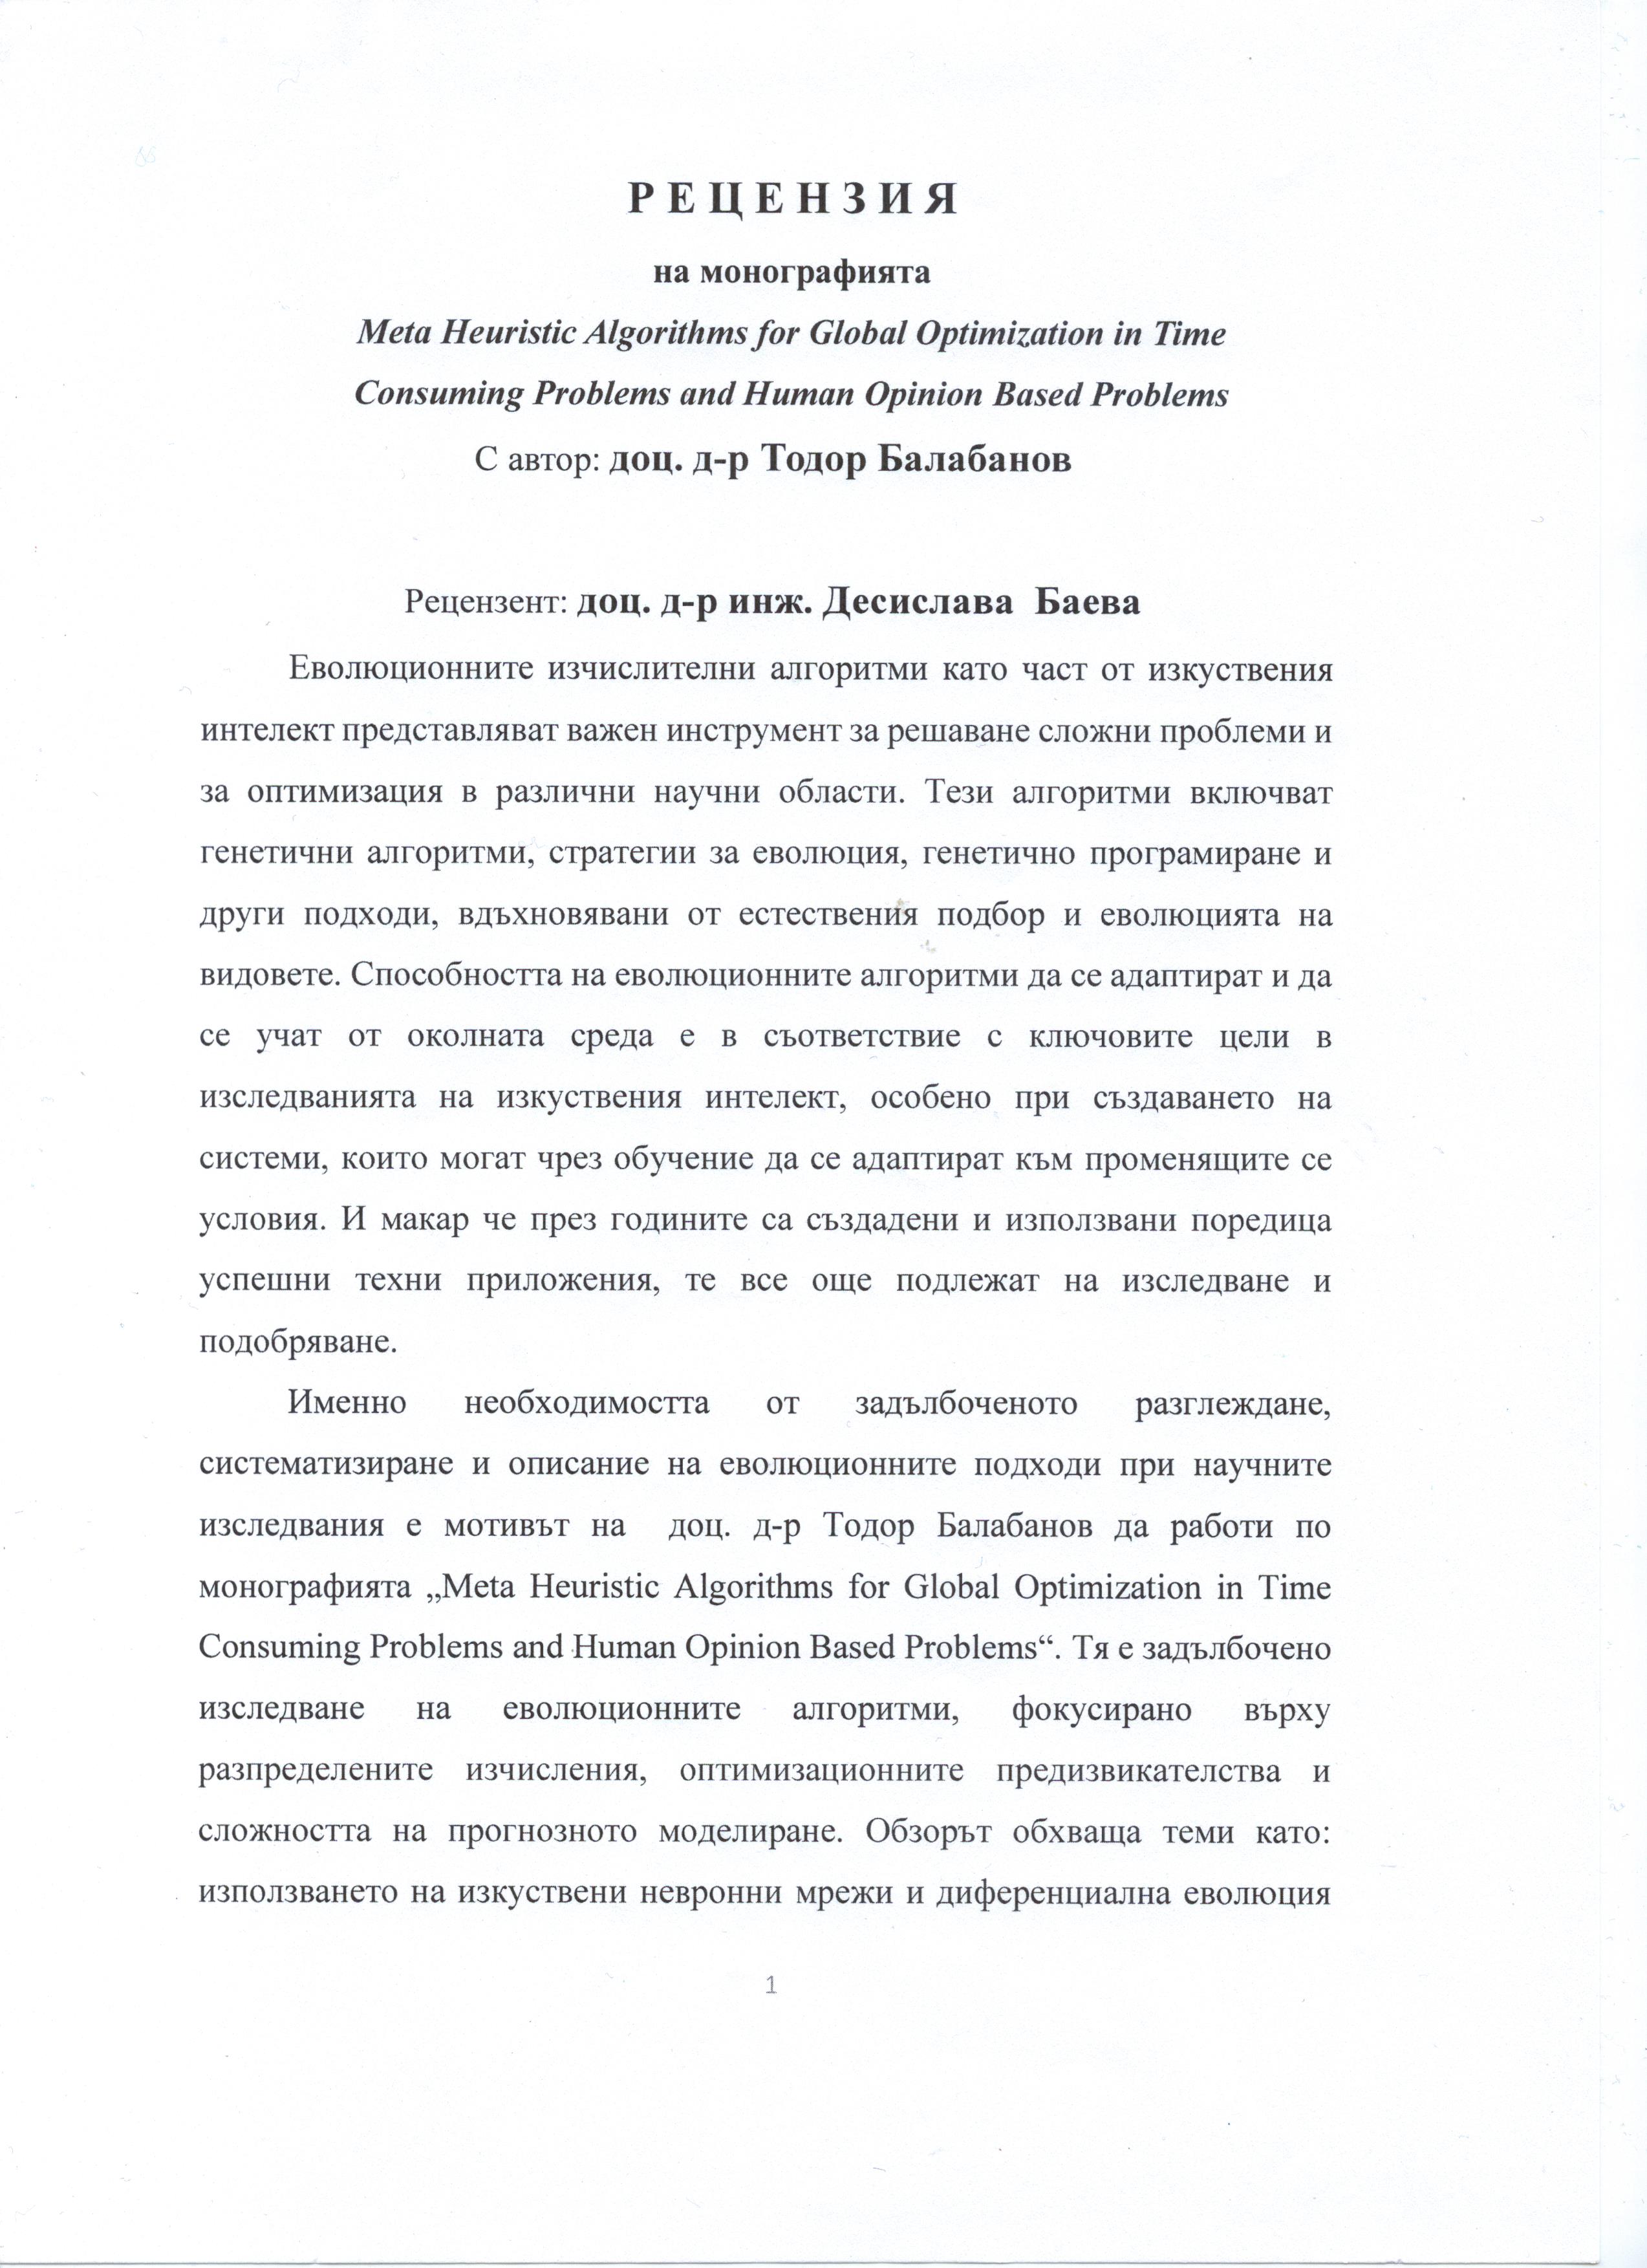 Р Е Ц Е Н З И Я
на монографията
Meta Heuristic Algorithms for Global Optimization in Time
Consuming Problems and Human Opinion Based Problems
С автор: доц. д-р Тодор Балабанов
Рецензент: доц. д-р инж. Десислава Баева
Еволюционните изчислителни алгоритми като част от изкуствения
интелект представляват важен инструмент за решаване сложни проблеми и
за оптимизация в различни научни области. Тези алгоритми включват
генетични алгоритми, стратегии за еволюция, генетично програмиране и
други подходи, вдъхновявани от естествения подбор и еволюцията на
видовете. Способността на еволюционните алгоритми да се адаптират и да
се учат от околната среда е в съответствие с ключовите цели в
изследванията на изкуствения интелект, особено при създаването на
системи, които могат чрез обучение да се адаптират към променящите се
условия. И макар че през годините са създадени и използвани поредица
успешни техни приложения, те все още подлежат на изследване и
подобряване.
Именно необходимостта от задълбоченото разглеждане,
систематизиране и описание на еволюционните подходи при научните
изследвания е мотивът на доц. д-р Тодор Балабанов да работи по
монографията „Meta Heuristic Algorithms for Global Optimization in Time
Consuming Problems and Human Opinion Based Problems“. Тя е задълбочено
изследване на еволюционните алгоритми, фокусирано върху
разпределените изчисления, оптимизационните предизвикателства и
сложността на прогнозното моделиране. Обзорът обхваща теми като:
използването на изкуствени невронни мрежи и диференциална еволюция
1